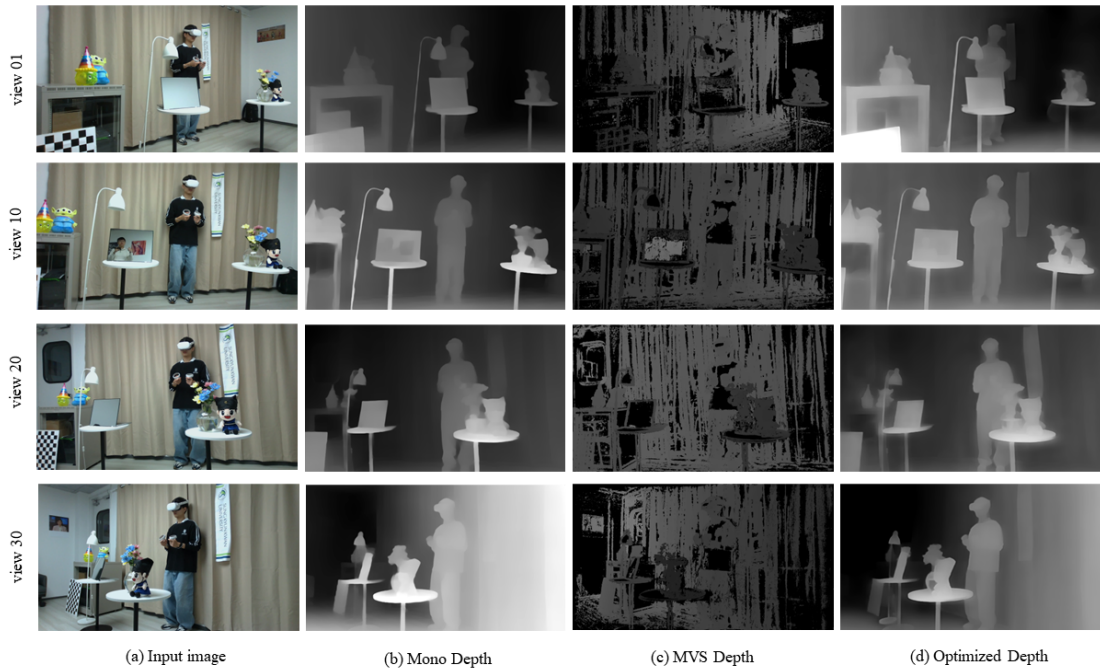 view 01
view 10
view 20
view 30
(a) Input image
(b) Mono Depth
(c) MVS Depth
(d) Optimized Depth